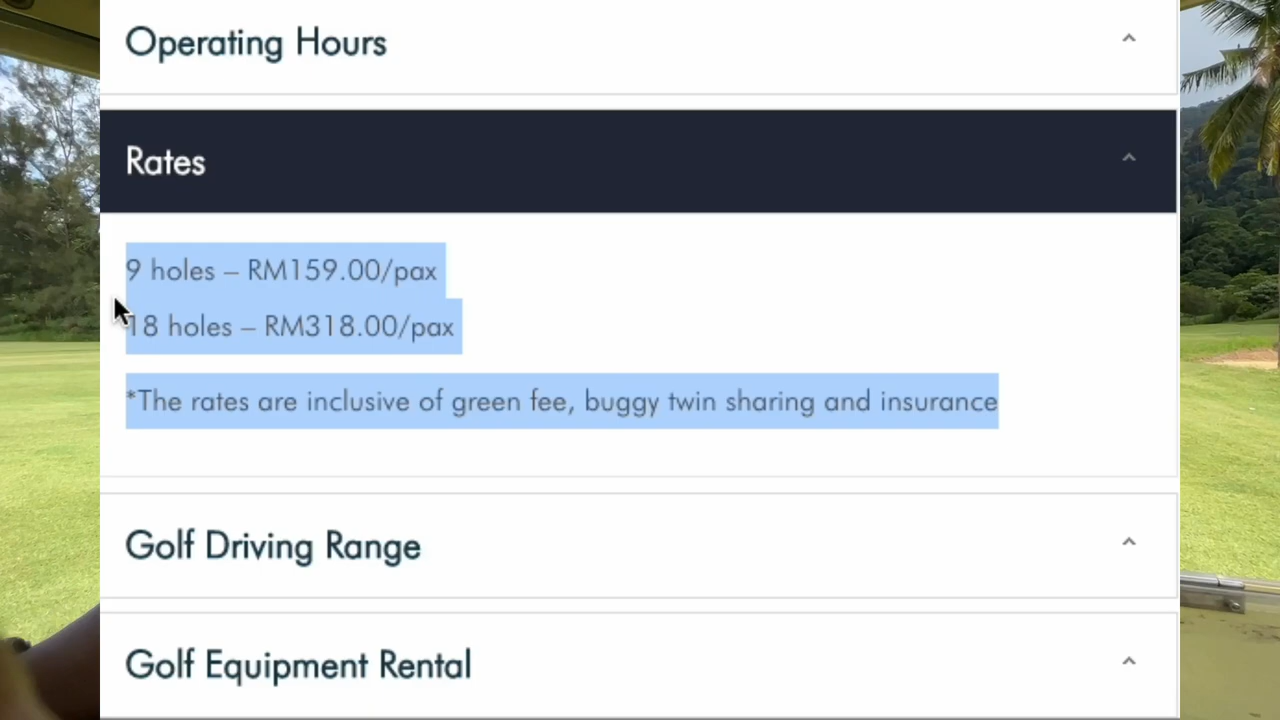 Operating Hours
Rates
9 holes – RM159.00/pax
18 holes – RM318.00/pax
*The rates are inclusive of green fee, buggy twin sharing and insurance
Golf Driving Range
Golf Equipment Rental